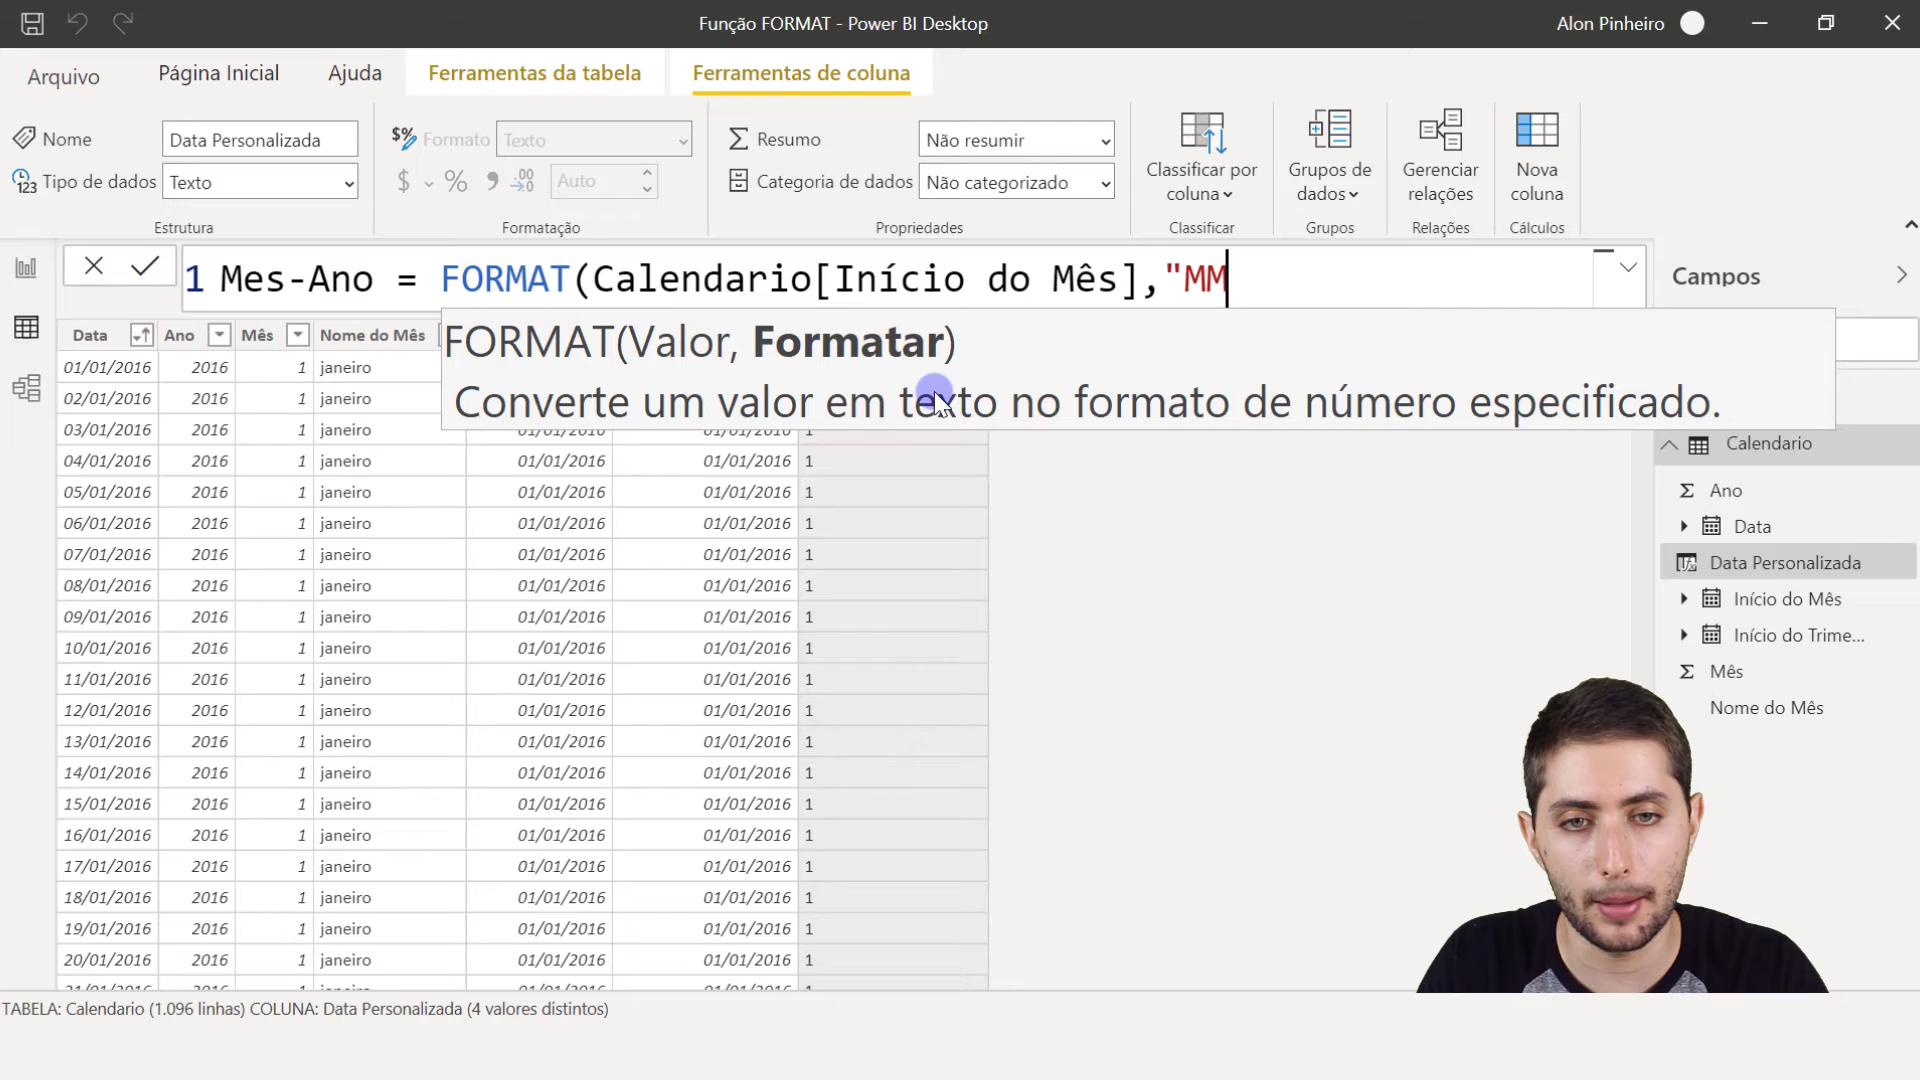 Função FORMAT - Power BI Desktop
Alon Pinheiro
Arquivo
Página Inicial
Ajuda
Ferramentas da tabela
Ferramentas de coluna
Nome
Data Personalizada
Tipo de dados
Texto
Estrutura
$% Formato
Texto
$ % 9 .00
Auto
Formatação
Resumo
Não resumir
Categoria de dados
Não categorizado
Propriedades
Classificar por
coluna
Classificar
Grupos de
dados
Grupos
Gerenciar
relações
Relações
Nova
coluna
Cálculos
1 Mes-Ano = FORMAT(Calendario[Início do Mês],"MM
FORMAT(Valor, Formatar)
Converte um valor em texto no formato de número especificado.
Campos
Data Ano Mês Nome do Mês
01/01/2016 2016 1 janeiro
02/01/2016 2016 1 janeiro
03/01/2016 2016 1 janeiro 01/01/2016 01/01/2016 1
04/01/2016 2016 1 janeiro 01/01/2016 01/01/2016 1
05/01/2016 2016 1 janeiro 01/01/2016 01/01/2016 1
06/01/2016 2016 1 janeiro 01/01/2016 01/01/2016 1
07/01/2016 2016 1 janeiro 01/01/2016 01/01/2016 1
08/01/2016 2016 1 janeiro 01/01/2016 01/01/2016 1
09/01/2016 2016 1 janeiro 01/01/2016 01/01/2016 1
10/01/2016 2016 1 janeiro 01/01/2016 01/01/2016 1
11/01/2016 2016 1 janeiro 01/01/2016 01/01/2016 1
12/01/2016 2016 1 janeiro 01/01/2016 01/01/2016 1
13/01/2016 2016 1 janeiro 01/01/2016 01/01/2016 1
14/01/2016 2016 1 janeiro 01/01/2016 01/01/2016 1
15/01/2016 2016 1 janeiro 01/01/2016 01/01/2016 1
16/01/2016 2016 1 janeiro 01/01/2016 01/01/2016 1
17/01/2016 2016 1 janeiro 01/01/2016 01/01/2016 1
18/01/2016 2016 1 janeiro 01/01/2016 01/01/2016 1
19/01/2016 2016 1 janeiro 01/01/2016 01/01/2016 1
20/01/2016 2016 1 janeiro 01/01/2016 01/01/2016 1
Calendario
Ano
Data
Data Personalizada
Início do Mês
Início do Trime...
Mês
Nome do Mês
TABELA: Calendario (1.096 linhas) COLUNA: Data Personalizada (4 valores distintos)